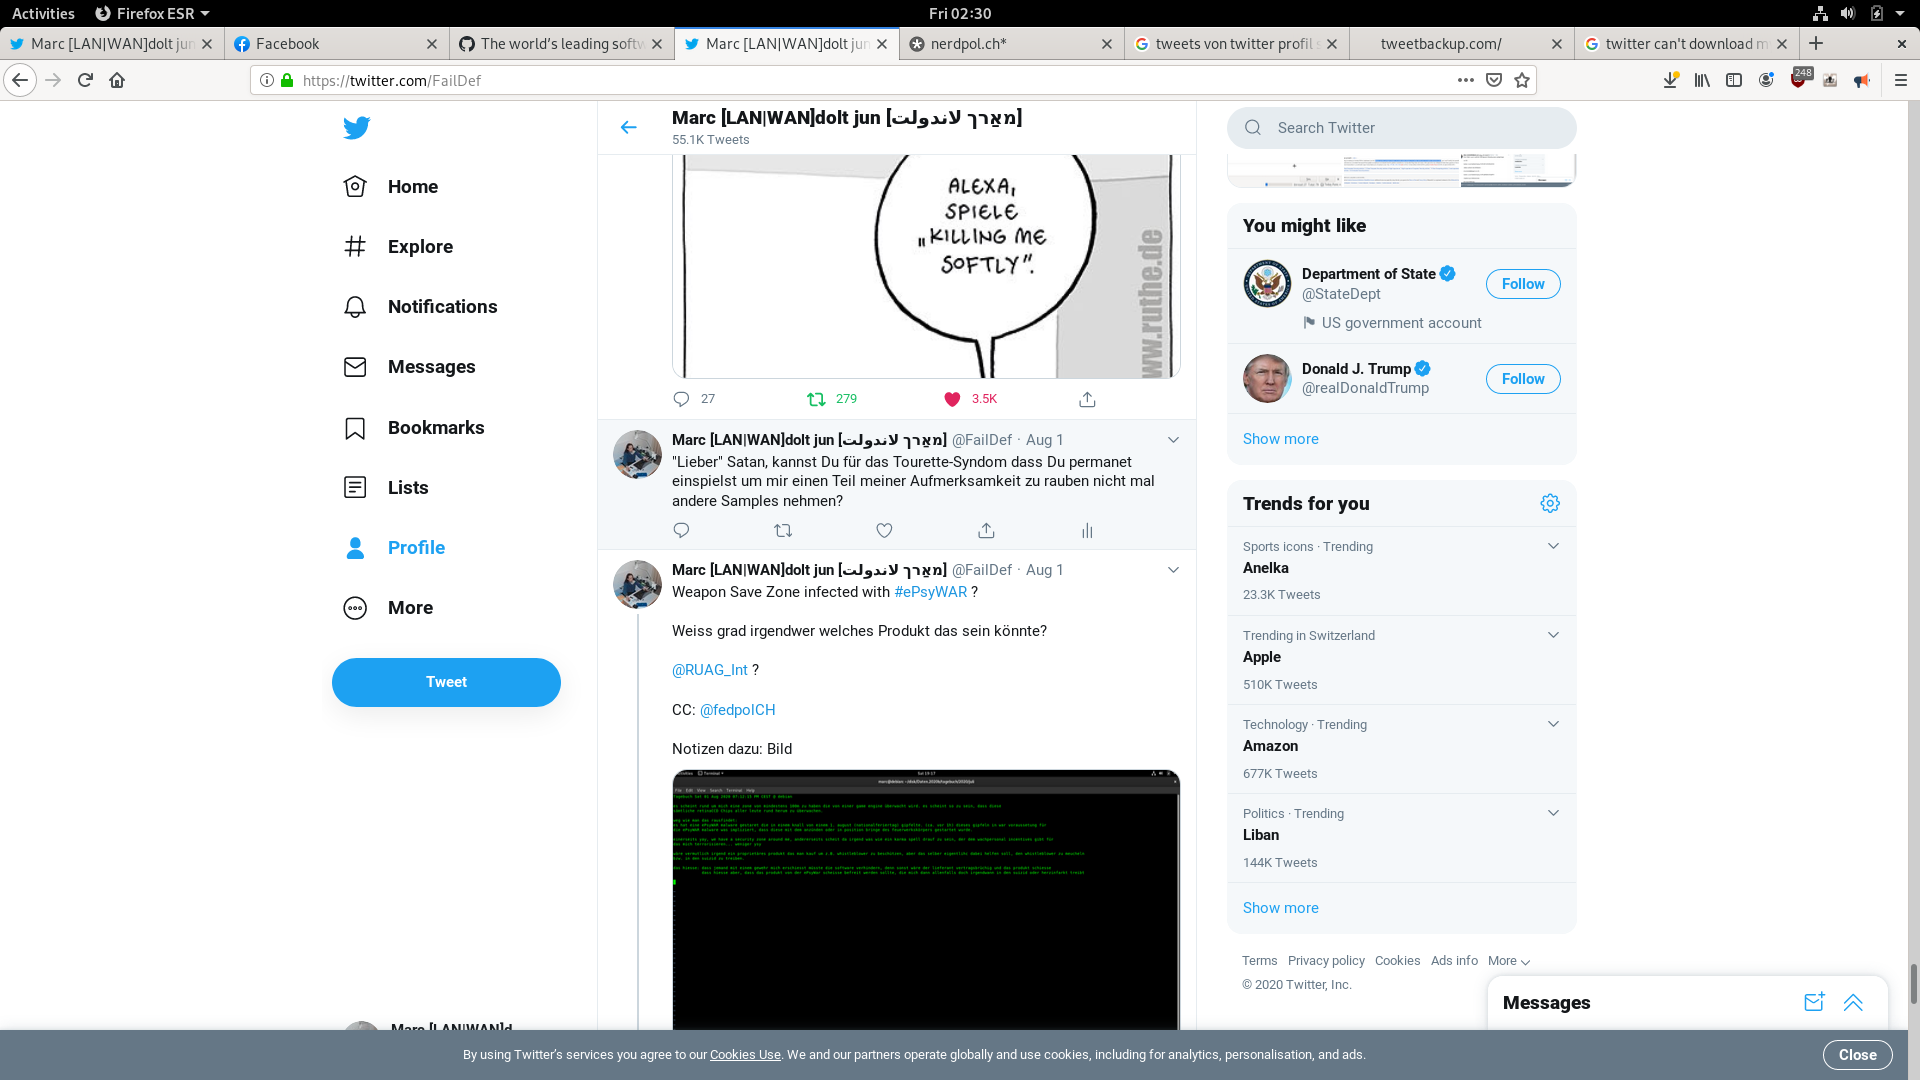 Activities
Firefox ESR
Fri 02:30
Marc [LAN|WAN]dolt jun
Facebook
The world's leading softw
Marc [LAN|WAN]dolt jun
nerdpol.ch*
tweets von twitter profil s
tweetbackup.com/
twitter can't download m
https://twitter.com/FailDef
248
Marc [LAN|WAN]dolt jun [מאַרך לאנדולת]
55.1K Tweets
Search Twitter
Home
Explore
Notifications
Messages
Bookmarks
Lists
Profile
More
Tweet
ALEXA,
SPIELE
„KILLING ME
SOFTLY".
www.ruthe.de
27
279
3.5K
Marc [LAN|WAN]dolt jun [מאַרך לאנדולת] @FailDef · Aug 1
"Lieber" Satan, kannst Du für das Tourette-Syndom dass Du permanet
einspielst um mir einen Teil meiner Aufmerksamkeit zu rauben nicht mal
andere Samples nehmen?
Marc [LAN|WAN]dolt jun [מאַרך לאנדולת] @FailDef · Aug 1
Weapon Save Zone infected with #ePsyWAR ?
Weiss grad irgendwer welches Produkt das sein könnte?
@RUAG_Int ?
CC: @fedpolCH
Notizen dazu: Bild
You might like
Department of State
@StateDept
US government account
Follow
Donald J. Trump
@realDonaldTrump
Follow
Show more
Trends for you
Sports icons · Trending
Anelka
23.3K Tweets
Trending in Switzerland
Apple
510K Tweets
Technology · Trending
Amazon
677K Tweets
Politics · Trending
Liban
144K Tweets
Show more
Terms Privacy policy Cookies Ads info More
© 2020 Twitter, Inc.
Messages
Marc [LAN|WAN]d
By using Twitter's services you agree to our Cookies Use. We and our partners operate globally and use cookies, including for analytics, personalisation, and ads.
Close